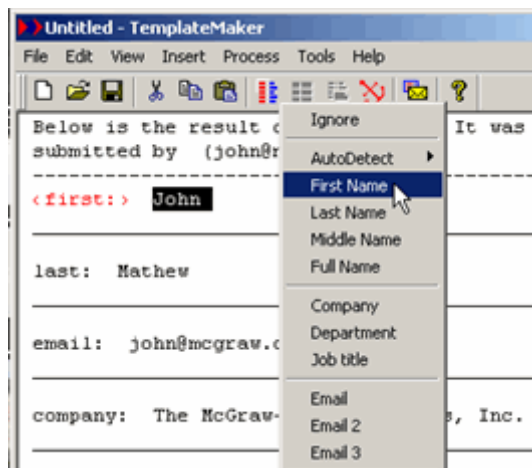 Untitled - TemplateMaker
File Edit View Insert Process Tools Help
Below is the result It was
submitted by (john@
<first:> John
last: Mathew
email: john@mcgraw.
company: The McGraw- s, Inc.
Ignore
AutoDetect
First Name
Last Name
Middle Name
Full Name
Company
Department
Job title
Email
Email 2
Email 3